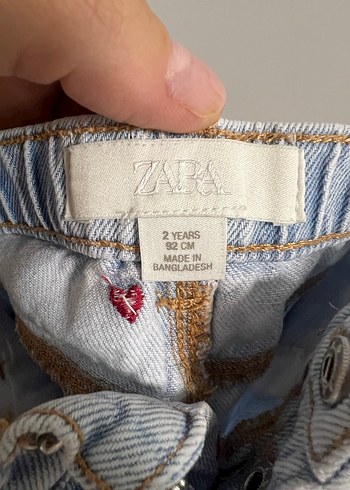 ZARA
2 YEARS
92 CM
MADE IN
BANGLADESH